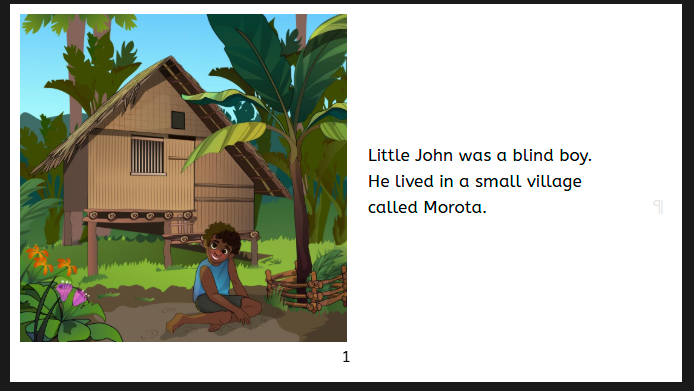 Little John was a blind boy.
He lived in a small village
called Morota.
¶
1